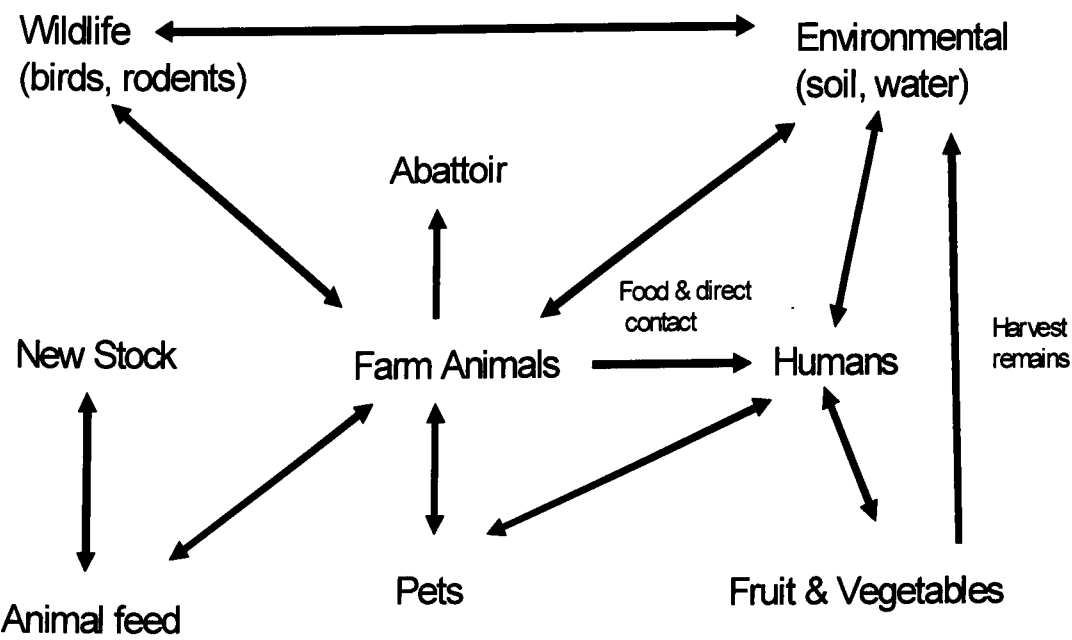 Wildlife
(birds, rodents)
Environmental
(soil, water)
Abattoir
Food & direct
contact
Harvest
remains
New Stock
Farm Animals
Humans
Animal feed
Pets
Fruit & Vegetables